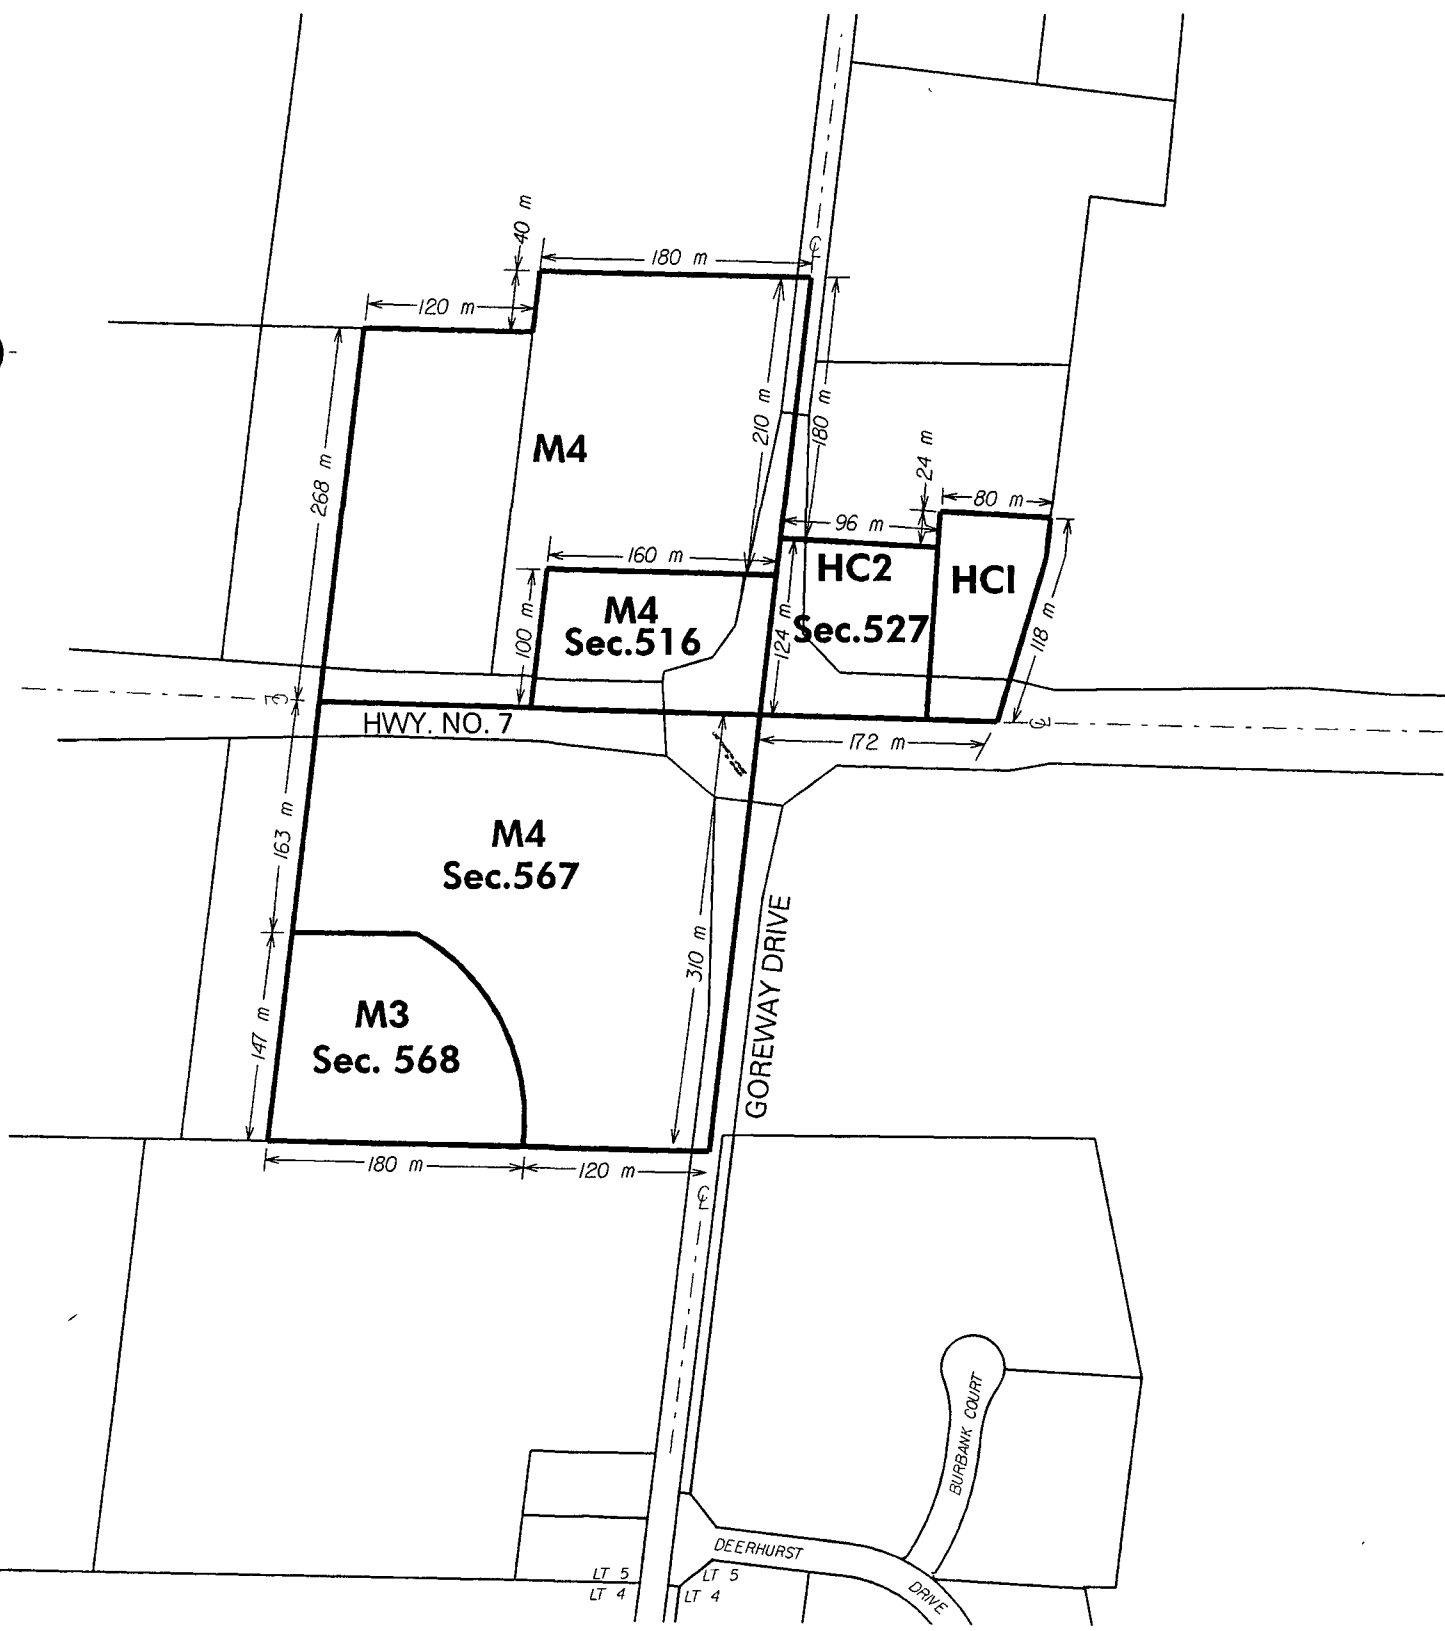 40 m
180 m
℄
120 m
M4
268 m
210 m
180 m
24 m
80 m
96 m
160 m
HC2
HC1
M4
Sec.516
100 m
124 m
Sec.527
118 m
HWY. NO. 7
172 m
163 m
M4
Sec.567
310 m
GOREWAY DRIVE
M3
Sec. 568
147 m
180 m
120 m
℄
BURBANK COURT
DEERHURST
DRIVE
LT 5
LT 4
LT 5
LT 4